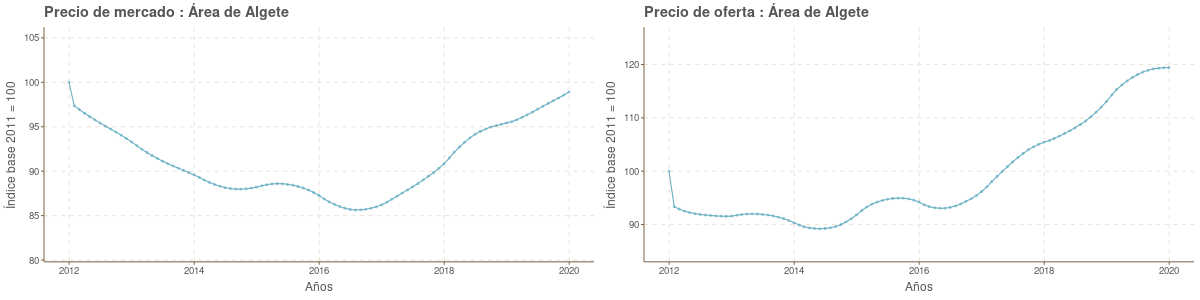 Precio de mercado : Área de Algete
Índice base 2011 = 100
105
100
95
90
85
80
2012 2014 2016 2018 2020
Años
Precio de oferta : Área de Algete
Índice base 2011 = 100
120
110
100
90
2012 2014 2016 2018 2020
Años